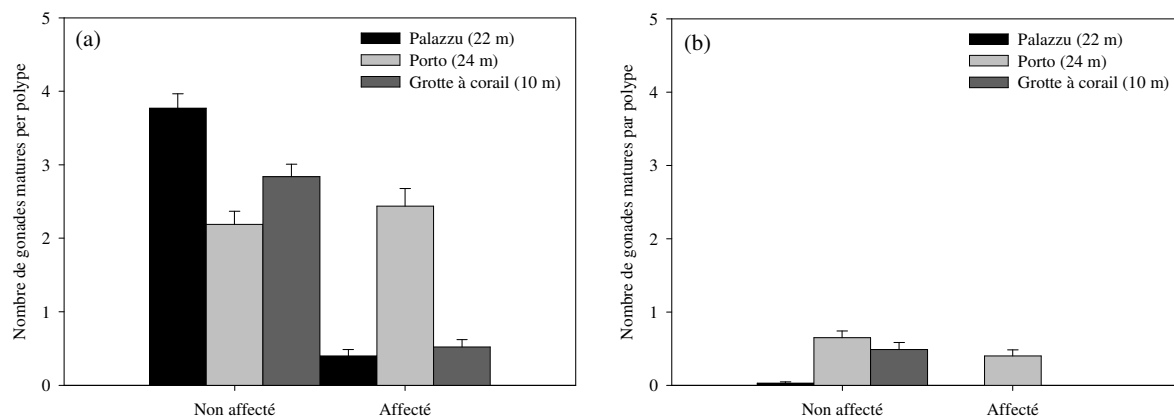 (a)
Palazzu (22 m)
Porto (24 m)
Grotte à corail (10 m)
Nombre de gonades matures per polype
5
4
3
2
1
0
Non affecté
Affecté
(b)
Palazzu (22 m)
Porto (24 m)
Grotte à corail (10 m)
Nombre de gonades matures par polype
5
4
3
2
1
0
Non affecté
Affecté